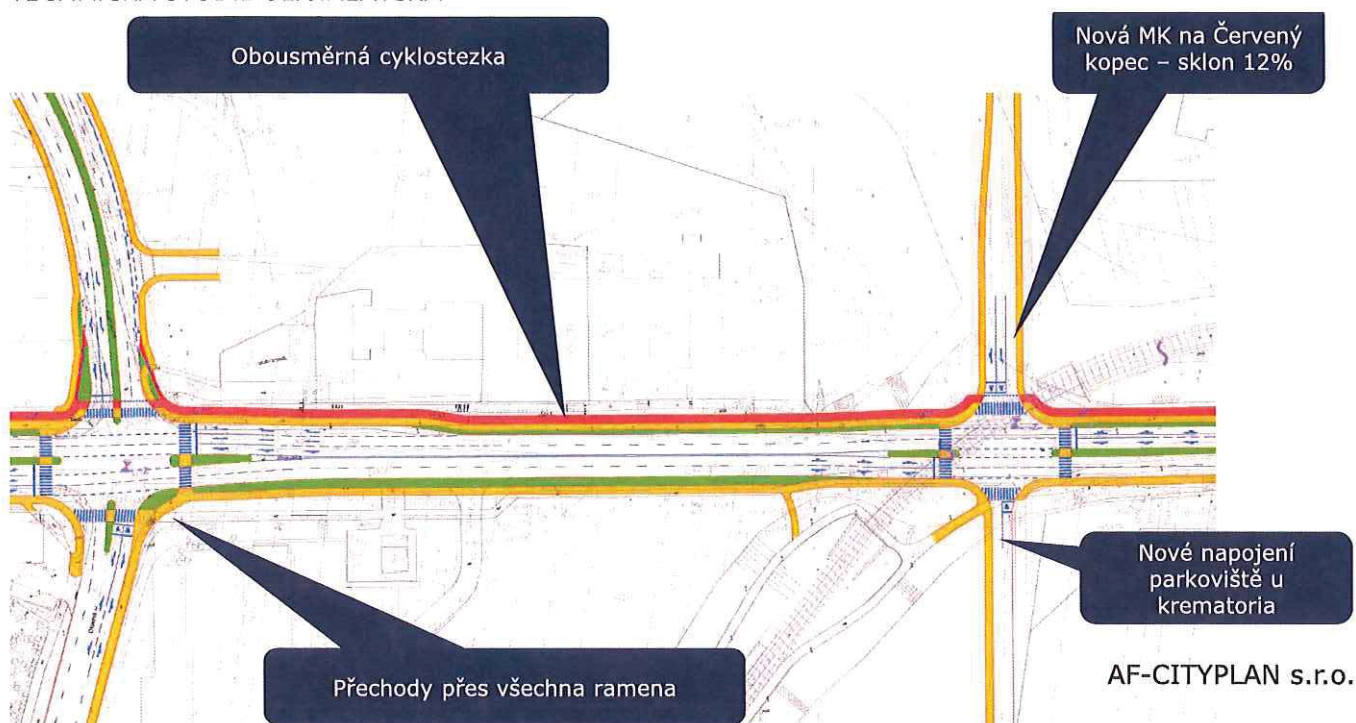 Obousměrná cyklostezka
Nová MK na Červený
kopec – sklon 12%
Nové napojení
parkoviště u
krematoria
Přechody přes všechna ramena
AF-CITYPLAN s.r.o.